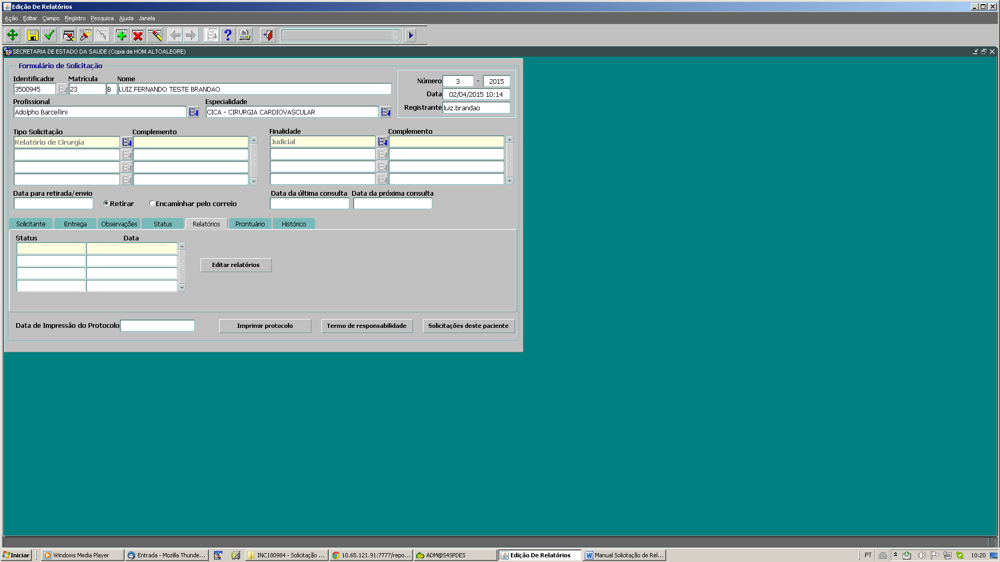 Edição De Relatórios
Ação Editar Campo Registro Pesquisa Ajuda Janela
SECRETARIA DE ESTADO DA SAUDE (Copia da HOM ALTOALEGRE)
Formulário de Solicitação
Identificador Matrícula Nome
3500945 23 B LUIZ FERNANDO TESTE BRANDAO
Número 3 - 2015
Data 02/04/2015 10:14
Registrante luiz.brandao
Profissional Especialidade
Adolpho Barcellini CICA - CIRURGIA CARDIOVASCULAR
Tipo Solicitação Complemento Finalidade Complemento
Relatório de Cirurgia Judicial
Data para retirada/envio Data da última consulta Data da próxima consulta
Retirar Encaminhar pelo correio
Solicitante Entrega Observações Status Relatórios Prontuário Histórico
Status Data
Editar relatórios
Data de Impressão do Protocolo Imprimir protocolo Termo de responsabilidade Solicitações deste paciente
Iniciar Windows Media Player Entrada - Mozilla Thunde... INC180984 - Solicitação ... 10.65.121.91:7777/repo... ADM@S4SPDES Edição De Relatórios Manual Solicitação de Rel... PT 10:20